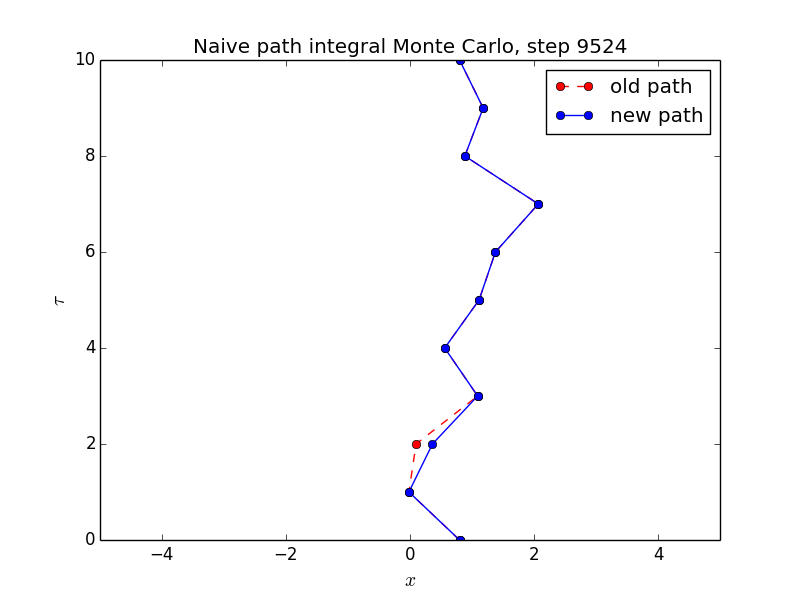 Naive path integral Monte Carlo, step 9524
10
8
6
4
2
0
τ
old path
new path
−4 −2 0 2 4
x